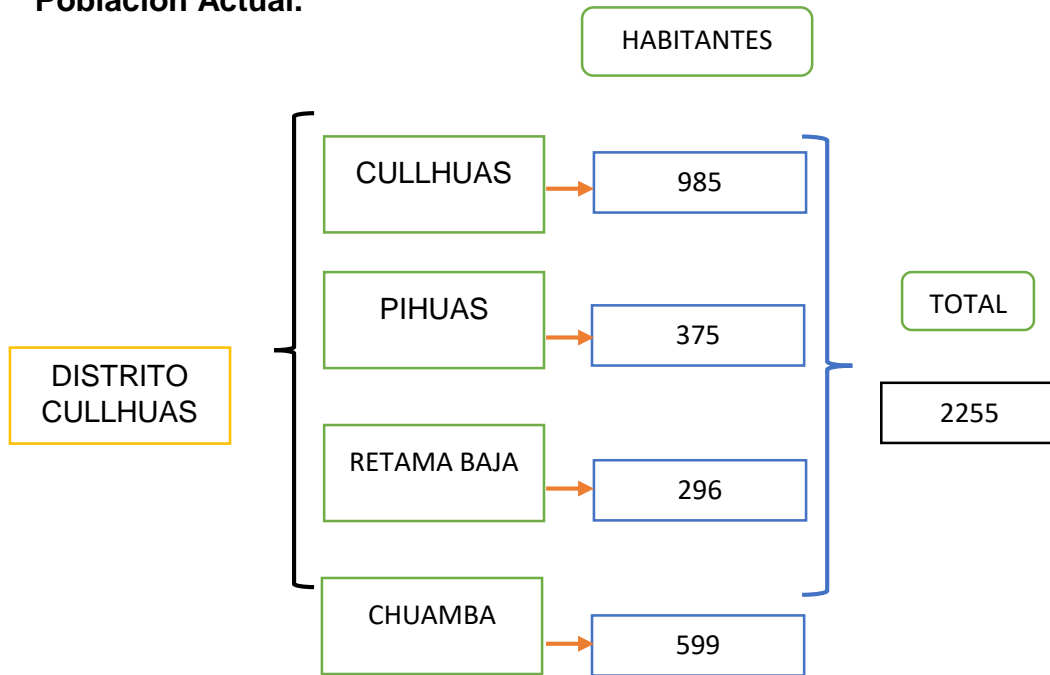 Población Actual.
HABITANTES
CULLHUAS
985
PIHUAS
375
TOTAL
DISTRITO
CULLHUAS
2255
RETAMA BAJA
296
CHUAMBA
599